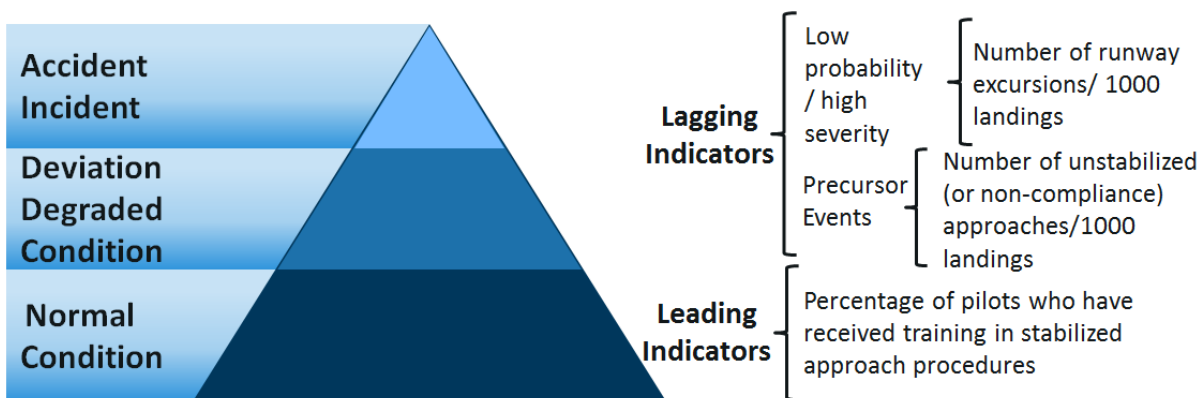 Accident
Incident
Deviation
Degraded
Condition
Normal
Condition
Lagging
Indicators
Low
probability
/ high
severity
Number of runway
excursions/ 1000
landings
Precursor
Events
Number of unstabilized
(or non-compliance)
approaches/1000
landings
Leading
Indicators
Percentage of pilots who have
received training in stabilized
approach procedures